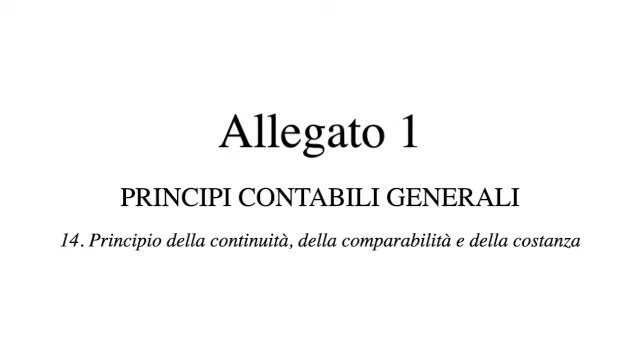 Allegato 1
PRINCIPI CONTABILI GENERALI
14. Principio della continuità, della comparabilità e della costanza